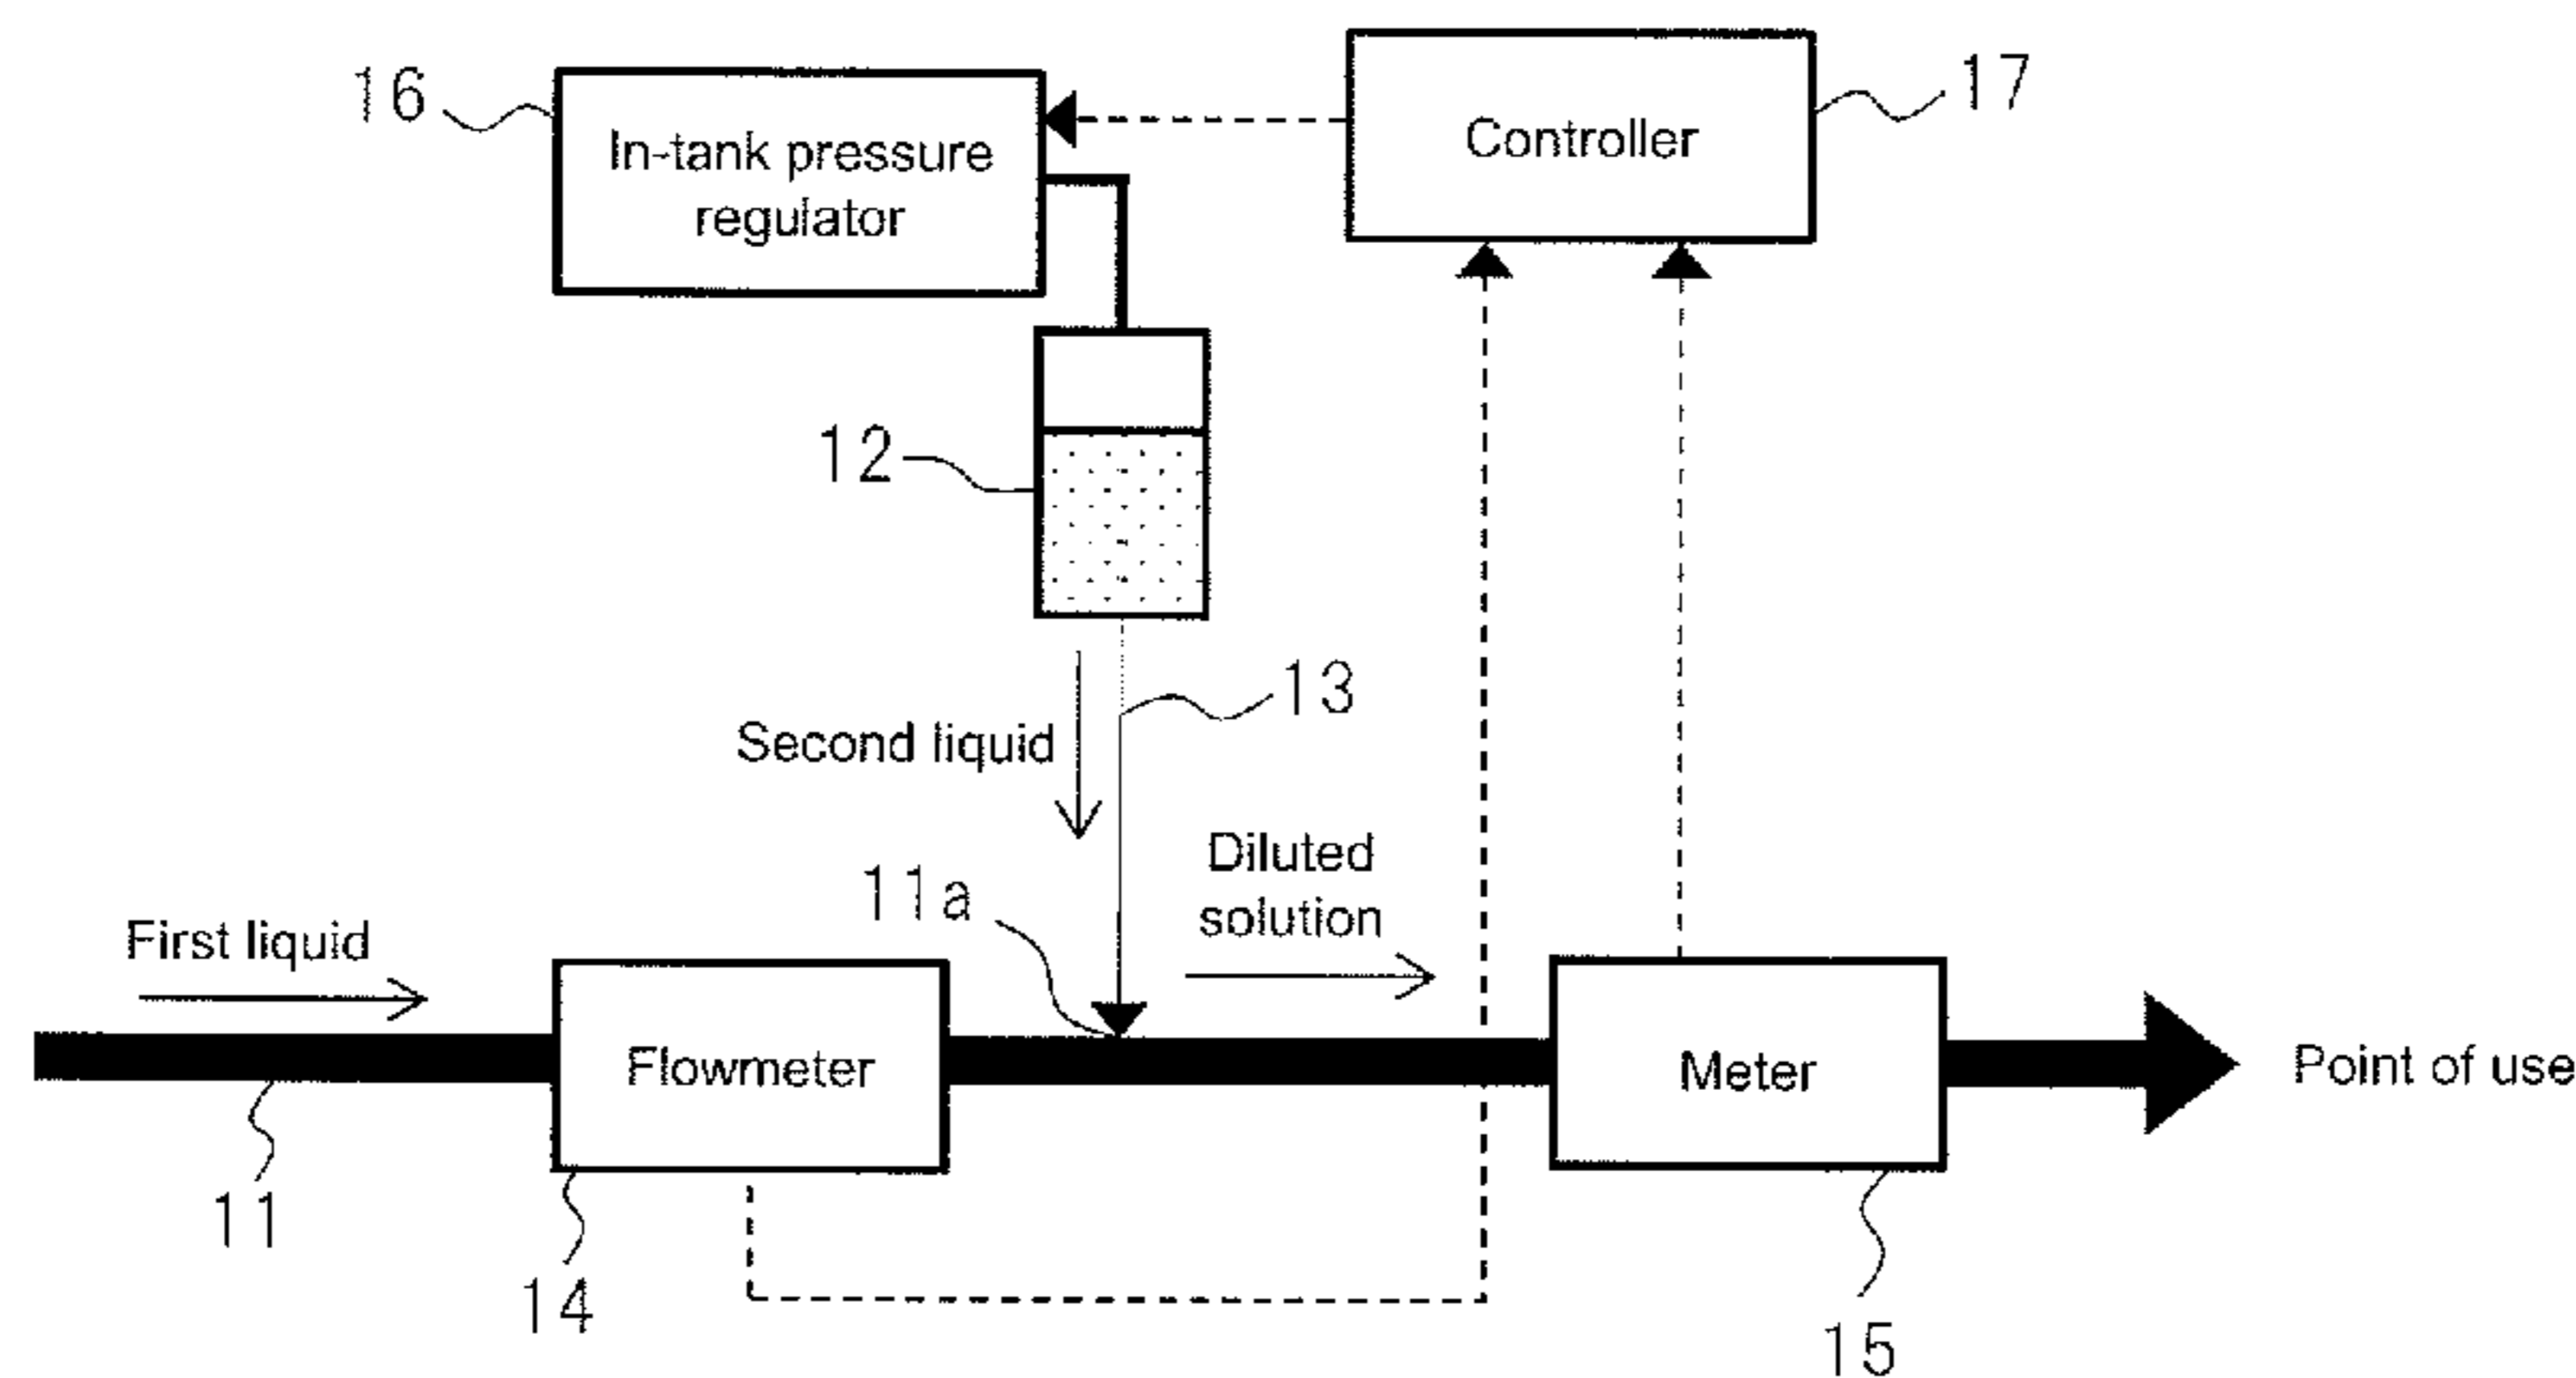 16
In-tank pressure
regulator
Controller
17
12
13
Second liquid
Diluted
solution
11a
First liquid
Flowmeter
Meter
Point of use
11
14
15